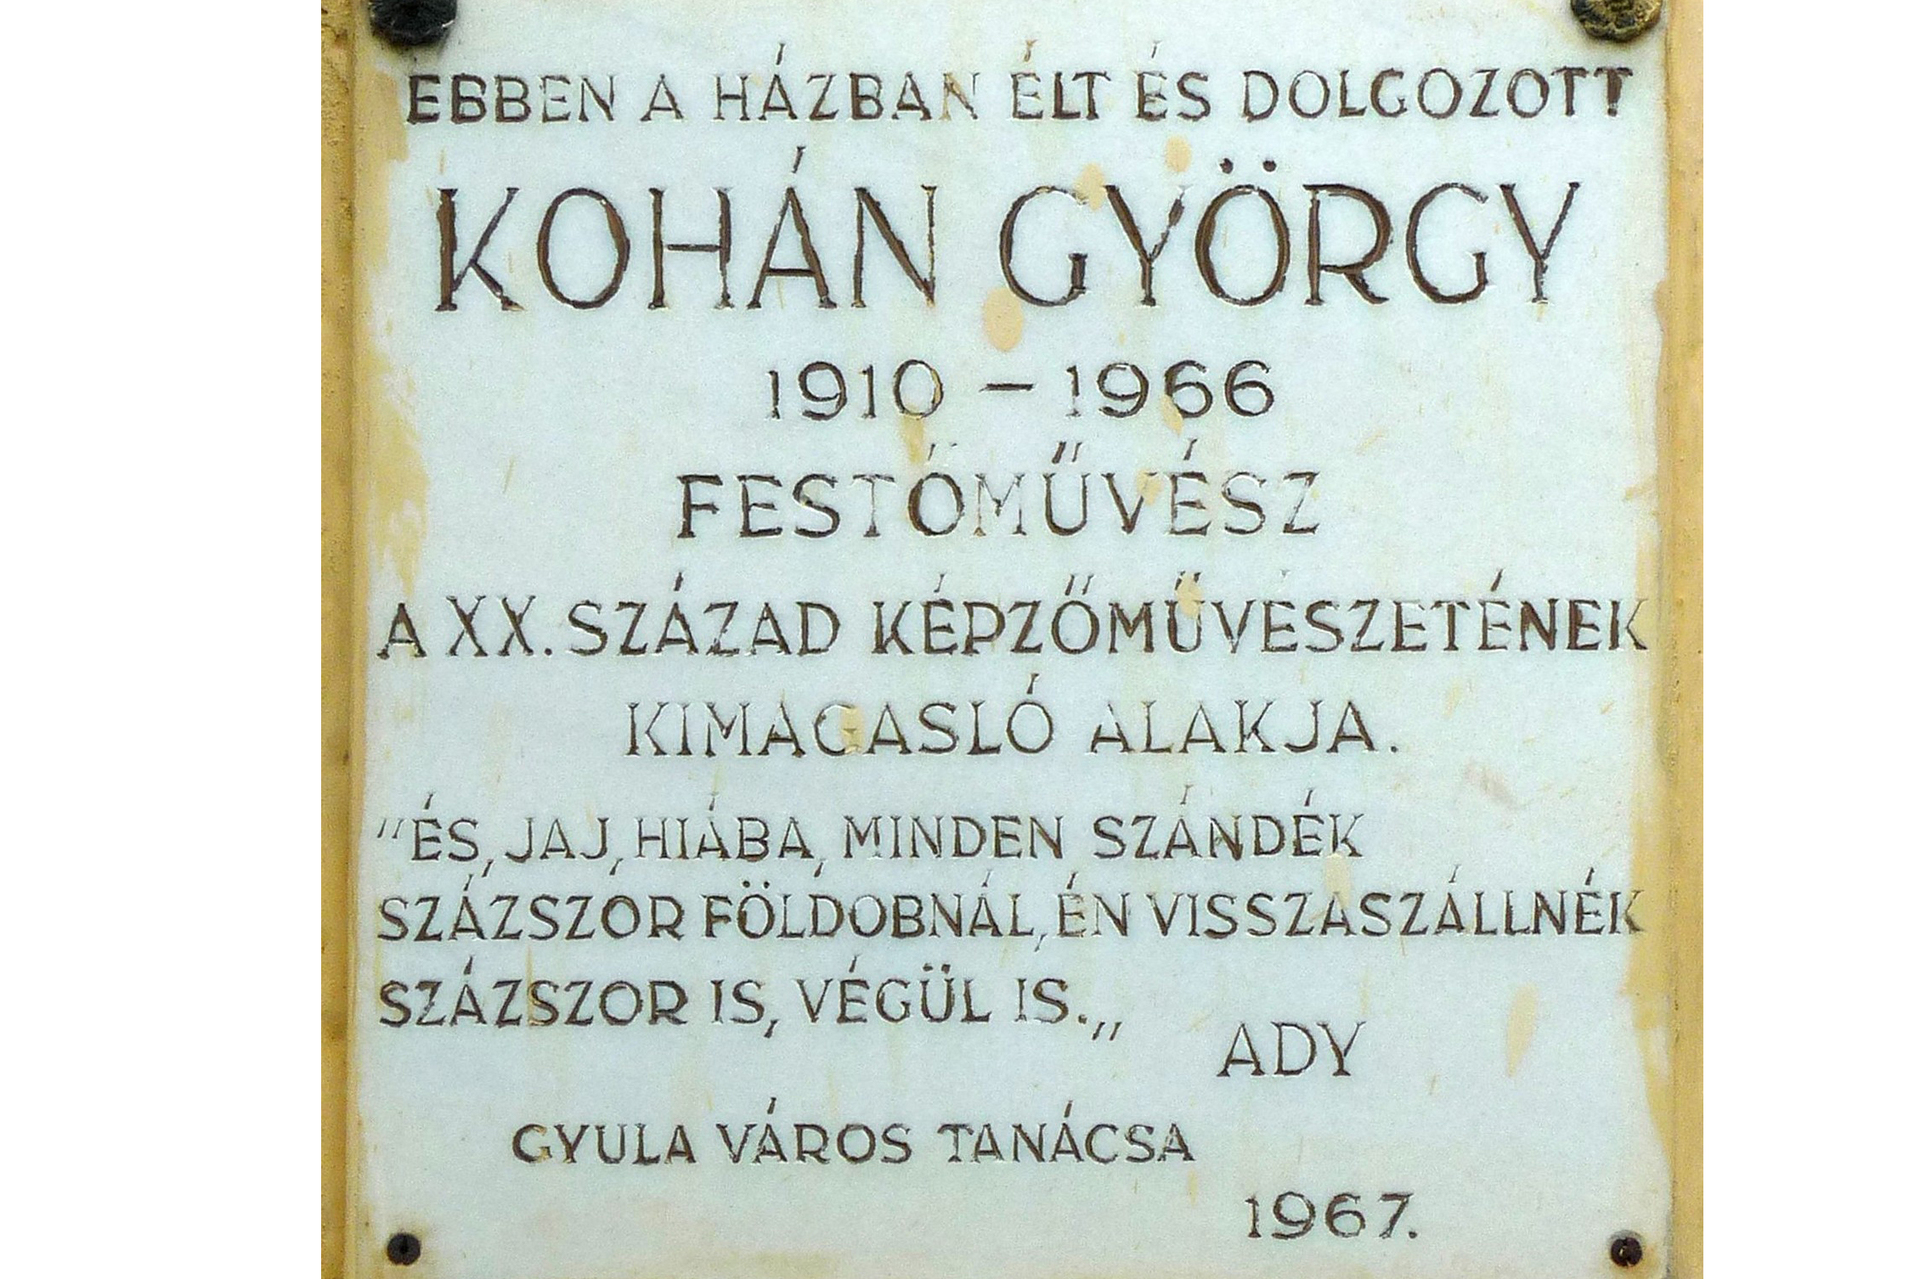 EBBEN A HÁZBAN ÉLT ÉS DOLGOZOTT
KOHÁN GYÖRGY
1910 - 1966
FESTŐMŰVÉSZ
A XX. SZÁZAD KÉPZŐMŰVÉSZETÉNEK
KIMAGASLÓ ALAKJA.
"ÉS, JAJ, HIÁBA, MINDEN SZÁNDÉK
SZÁZSZOR FÖLDOBNÁL, ÉN VISSZASZÁLLNÉK
SZÁZSZOR IS, VÉGÜL IS.„
ADY
GYULA VÁROS TANÁCSA
1967.